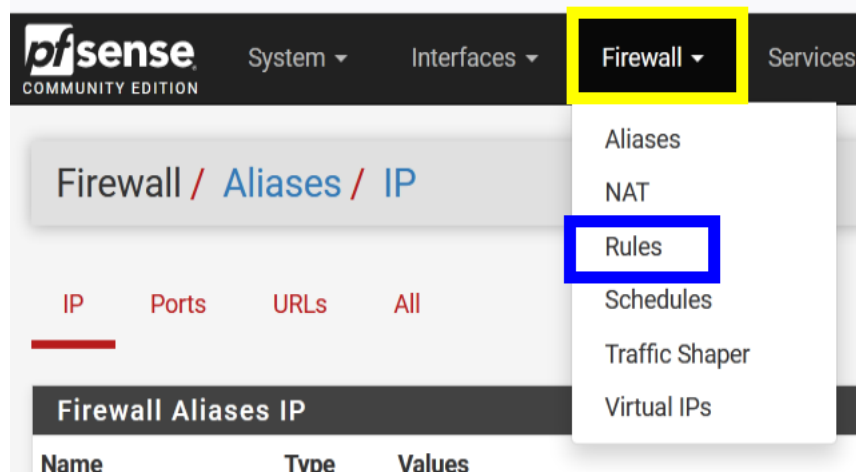 pfsense
COMMUNITY EDITION
System
Interfaces
Firewall
Services
Aliases
NAT
Rules
Schedules
Traffic Shaper
Virtual IPs
Firewall / Aliases / IP
IP Ports URLs All
Firewall Aliases IP
Name Type Values